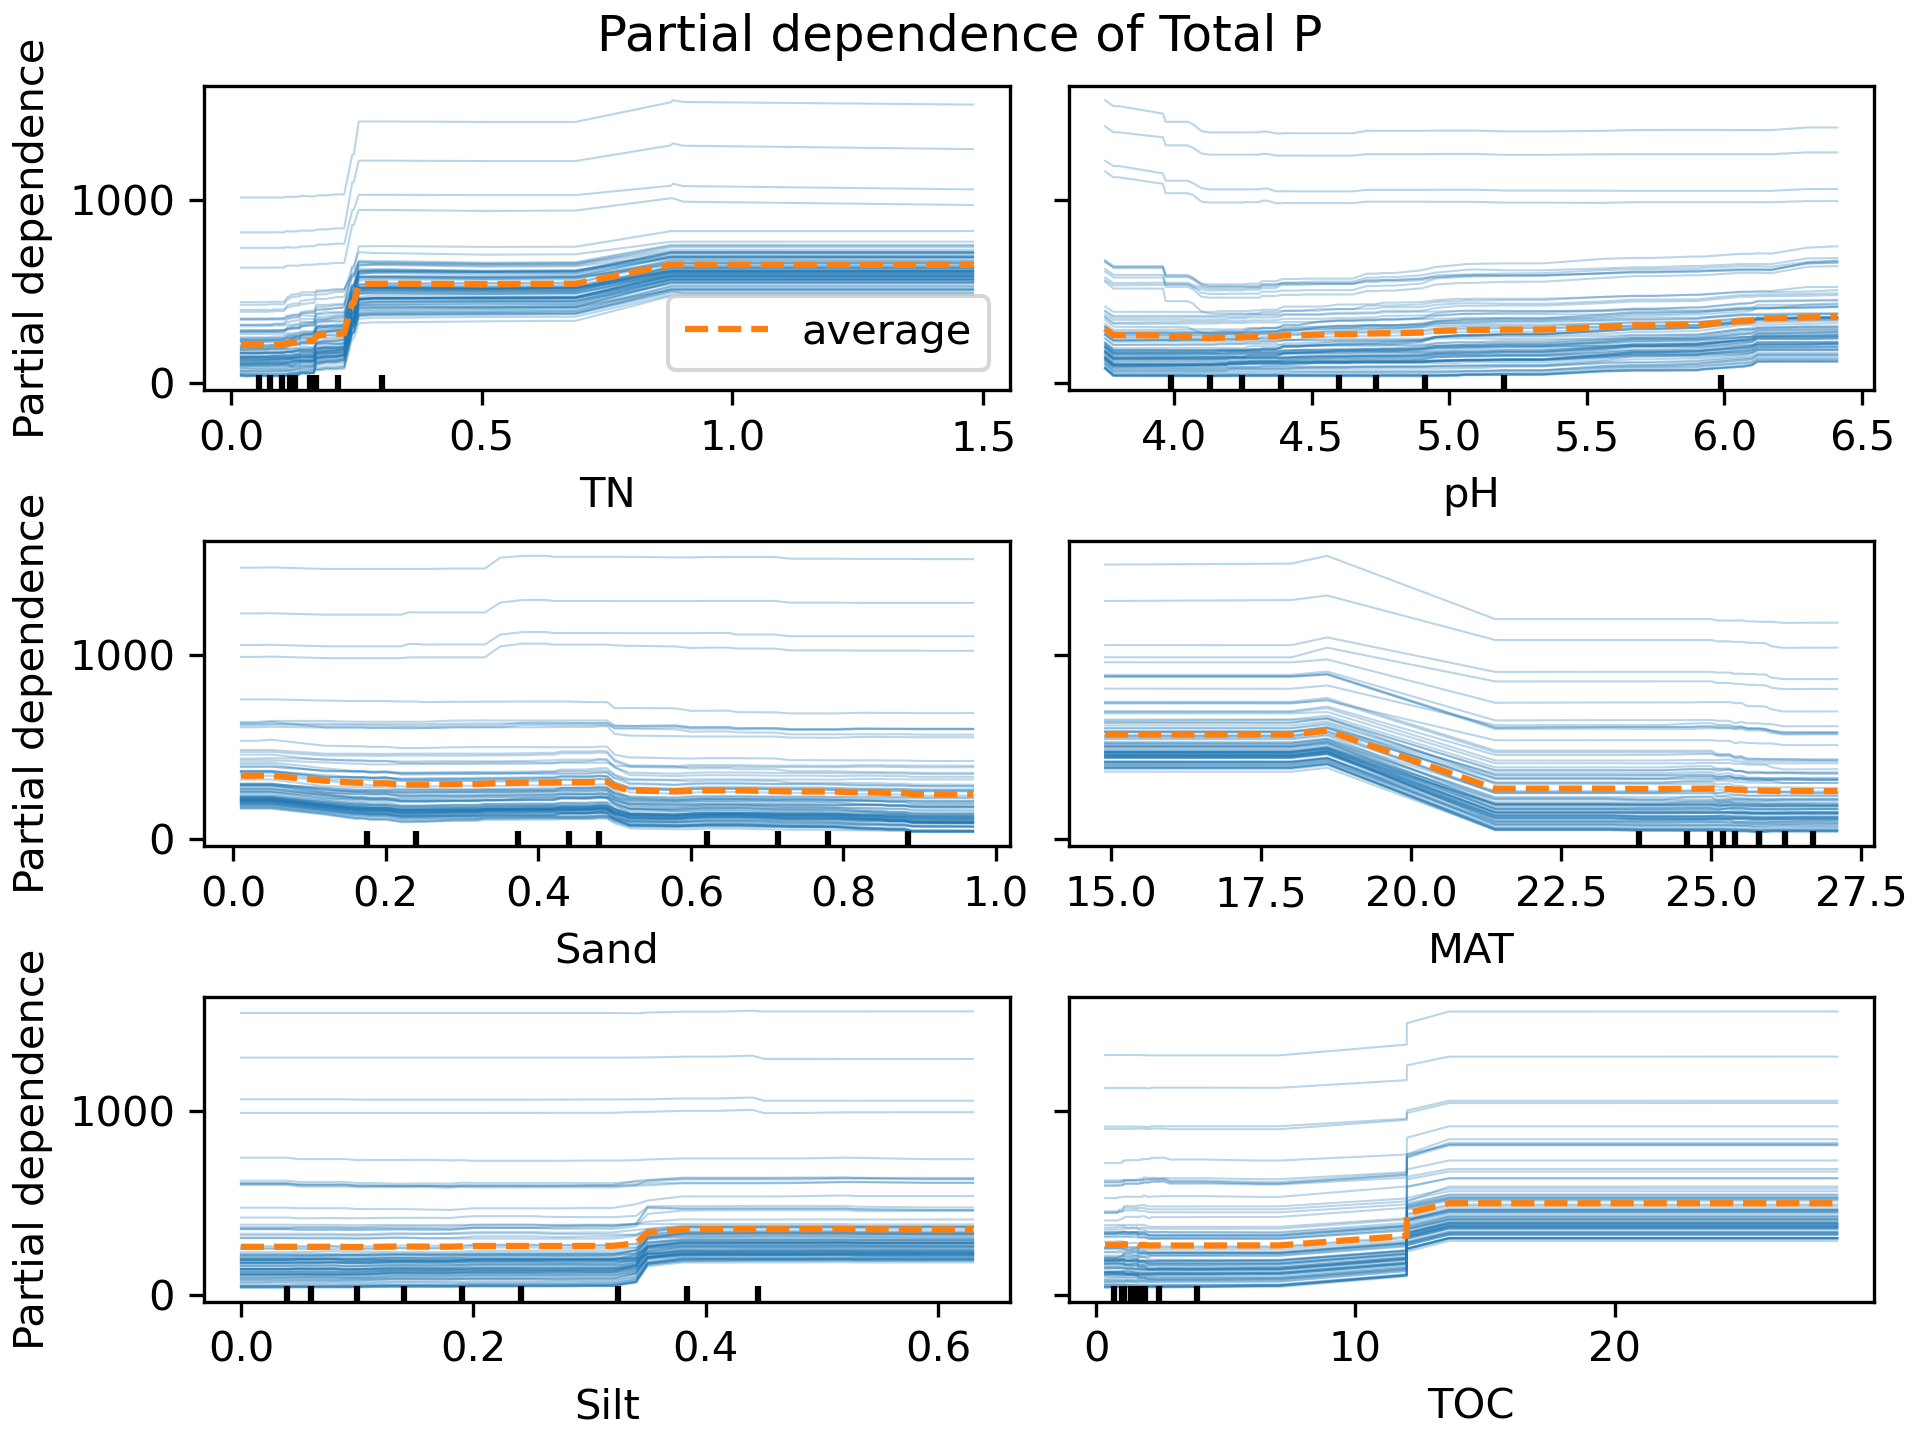 Partial dependence of Total P
Partial dependence
1000
0
average
0.0 0.5 1.0 1.5
TN
4.0 4.5 5.0 5.5 6.0 6.5
pH
Partial dependence
1000
0
0.0 0.2 0.4 0.6 0.8 1.0
Sand
15.0 17.5 20.0 22.5 25.0 27.5
MAT
Partial dependence
1000
0
0.0 0.2 0.4 0.6
Silt
0 10 20
TOC